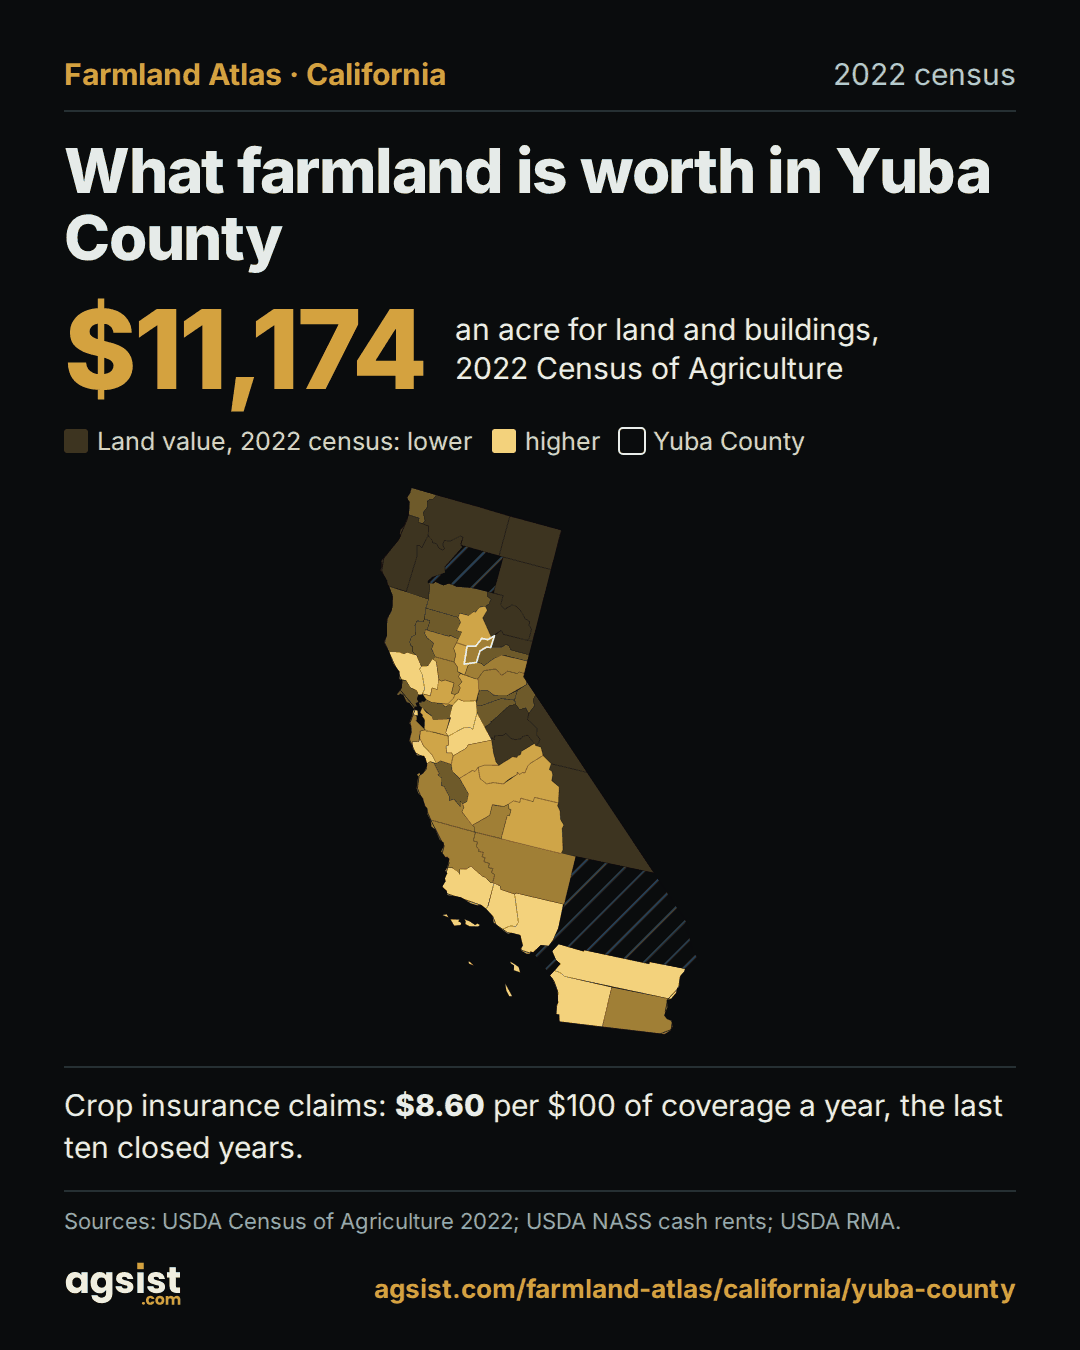 Farmland Atlas · California
2022 census
What farmland is worth in Yuba
County
$11,174
an acre for land and buildings,
2022 Census of Agriculture
Land value, 2022 census: lower
higher
Yuba County
Crop insurance claims: $8.60 per $100 of coverage a year, the last
ten closed years.
Sources: USDA Census of Agriculture 2022; USDA NASS cash rents; USDA RMA.
agsist
.com
agsist.com/farmland-atlas/california/yuba-county